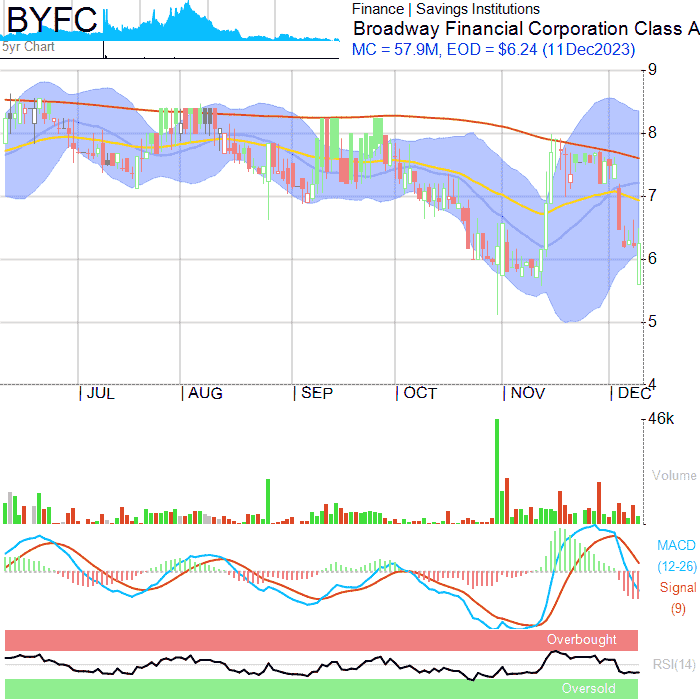 BYFC
5yr Chart
Finance | Savings Institutions
Broadway Financial Corporation Class A
MC = 57.9M, EOD = $6.24 (11Dec2023)
9
8
7
6
5
4
JUL
AUG
SEP
OCT
NOV
DEC
46k
Volume
MACD
(12-26)
Signal
(9)
Overbought
RSI(14)
Oversold